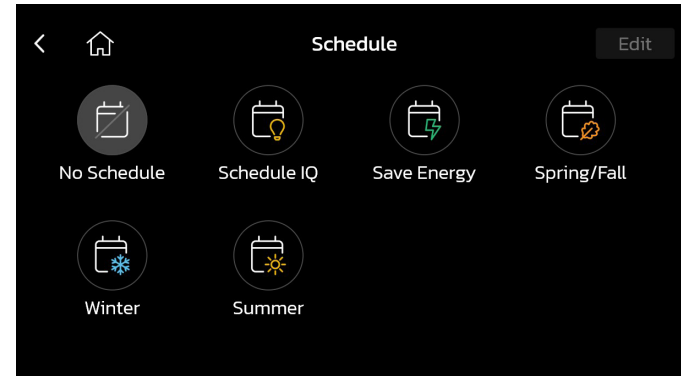 Schedule
Edit
No Schedule
Schedule IQ
Save Energy
Spring/Fall
Winter
Summer